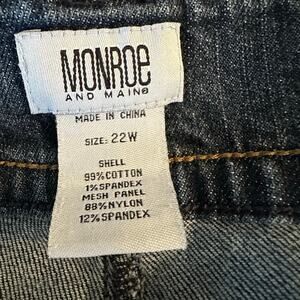 MONROe
AND MAIN®
MADE IN CHINA
SIZE: 22W
SHELL
99%COTTON
1%SPANDEX
MESH PANEL
88%NYLON
12%SPANDEX